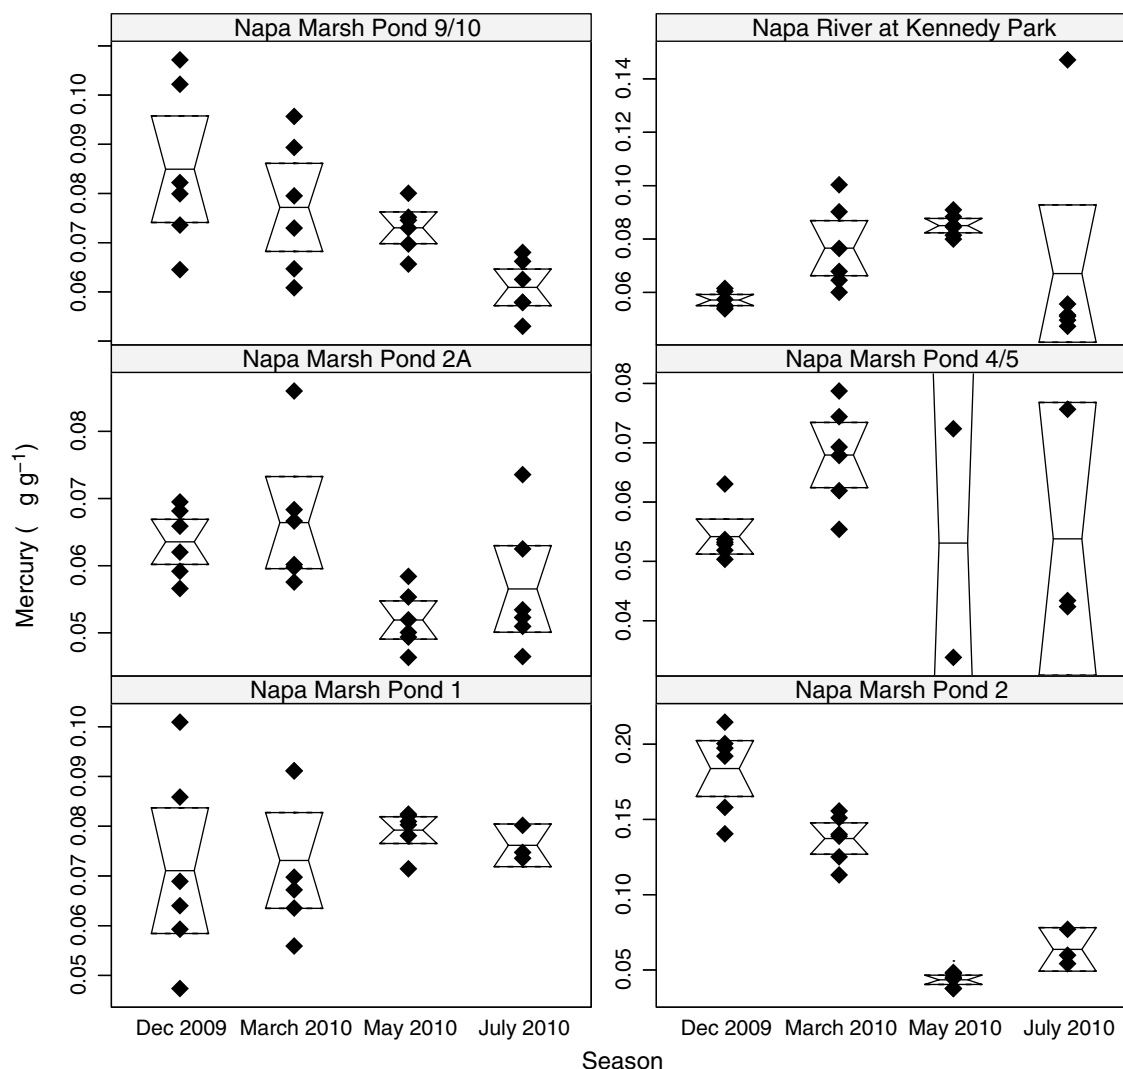 Napa Marsh Pond 9/10
Napa River at Kennedy Park
0.10
0.09
0.08
0.07
0.06
0.14
0.12
0.10
0.08
0.06
Napa Marsh Pond 2A
Napa Marsh Pond 4/5
0.08
0.07
0.06
0.05
0.08
0.07
0.06
0.05
0.04
Mercury ( g g−1)
Napa Marsh Pond 1
Napa Marsh Pond 2
0.10
0.09
0.08
0.07
0.06
0.05
0.20
0.15
0.10
0.05
Dec 2009 March 2010 May 2010 July 2010
Dec 2009 March 2010 May 2010 July 2010
Season